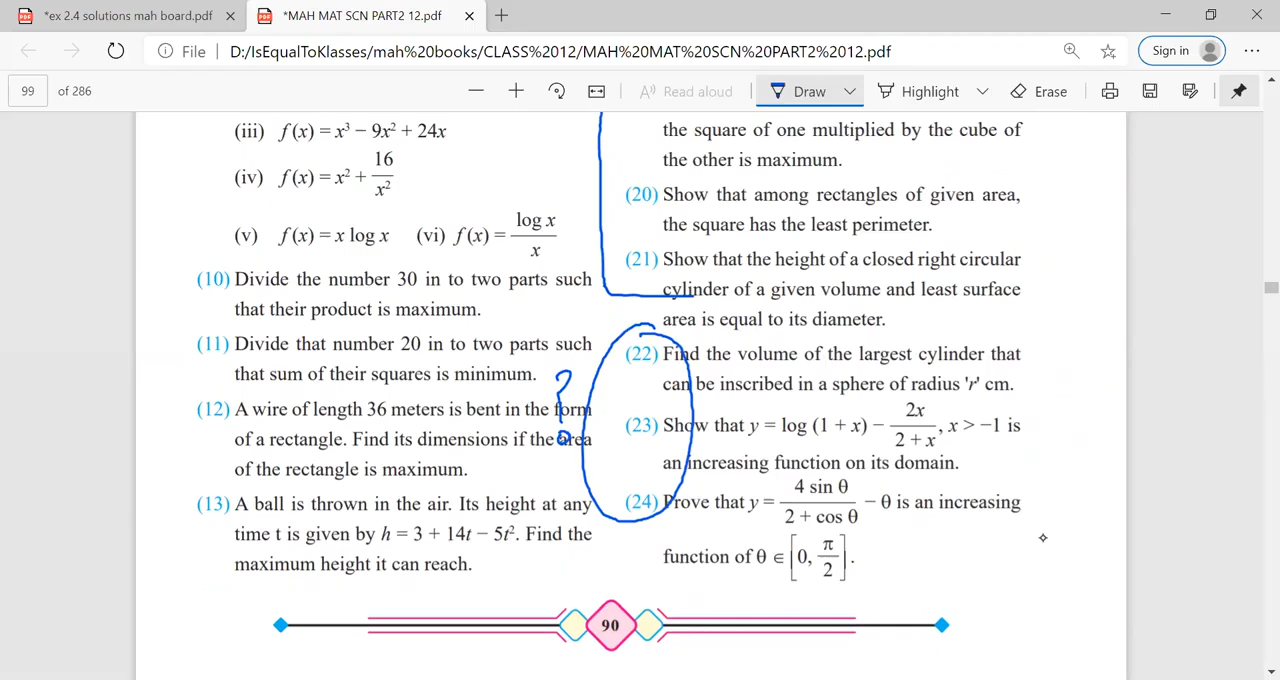 *ex 2.4 solutions mah board.pdf
*MAH MAT SCN PART2 12.pdf
File D:/IsEqualToKlasses/mah%20books/CLASS%2012/MAH%20MAT%20SCN%20PART2%2012.pdf
Sign in
99 of 286
Read aloud
Draw
Highlight
Erase
(iii) f(x) = x³ − 9x² + 24x
(iv) f(x) = x² + 16/x²
(v) f(x) = x log x (vi) f(x) = log x / x
(10) Divide the number 30 in to two parts such
that their product is maximum.
(11) Divide that number 20 in to two parts such
that sum of their squares is minimum.
(12) A wire of length 36 meters is bent in the form
of a rectangle. Find its dimensions if the area
of the rectangle is maximum.
(13) A ball is thrown in the air. Its height at any
time t is given by h = 3 + 14t − 5t². Find the
maximum height it can reach.
the square of one multiplied by the cube of
the other is maximum.
(20) Show that among rectangles of given area,
the square has the least perimeter.
(21) Show that the height of a closed right circular
cylinder of a given volume and least surface
area is equal to its diameter.
(22) Find the volume of the largest cylinder that
can be inscribed in a sphere of radius 'r' cm.
(23) Show that y = log (1 + x) − 2x / 2 + x, x > −1 is
an increasing function on its domain.
(24) Prove that y = 4 sin θ / 2 + cos θ − θ is an increasing
function of θ ∈ [0, π/2].
?
90